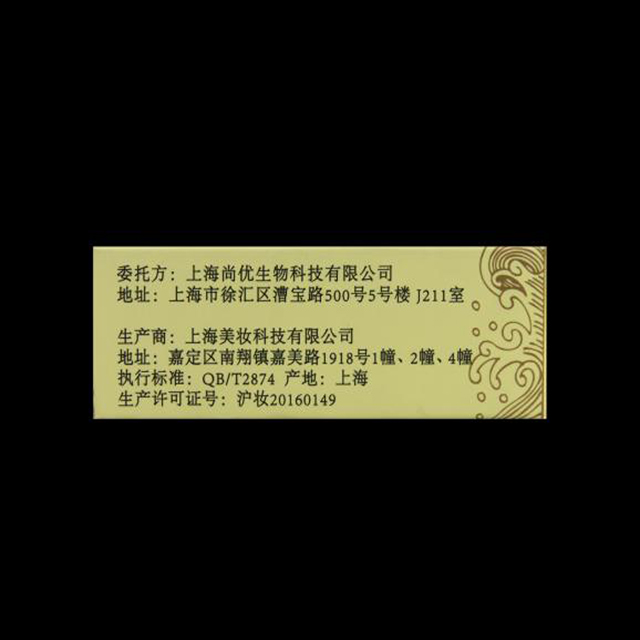 委托方：上海尚优生物科技有限公司
地址：上海市徐汇区漕宝路500号5号楼 J211室
生产商：上海美妆科技有限公司
地址：嘉定区南翔镇嘉美路1918号1幢、2幢、4幢
执行标准：QB/T2874 产地：上海
生产许可证号：沪妆20160149